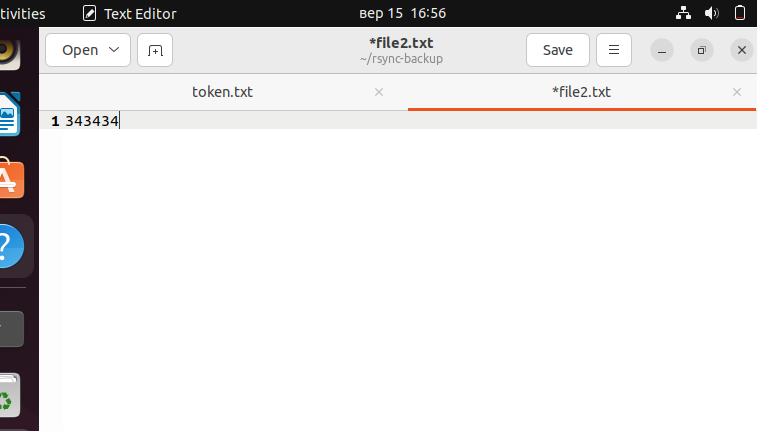 tivities Text Editor вер 15 16:56
Open *file2.txt Save
~/rsync-backup
token.txt *file2.txt
1 343434